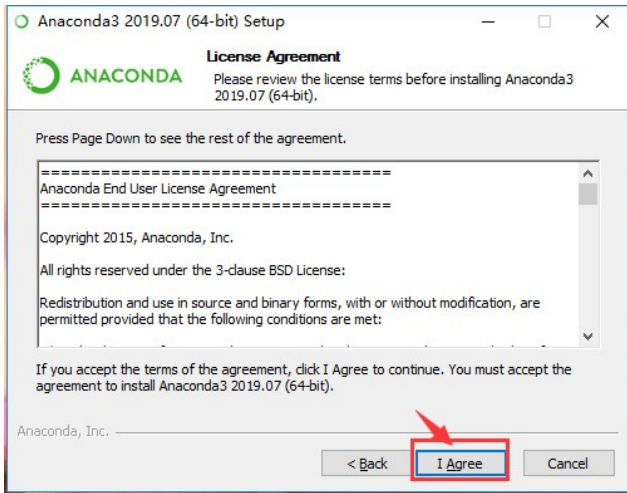 Anaconda3 2019.07 (64-bit) Setup
ANACONDA
License Agreement
Please review the license terms before installing Anaconda3
2019.07 (64-bit).
Press Page Down to see the rest of the agreement.
====================================
Anaconda End User License Agreement
====================================
Copyright 2015, Anaconda, Inc.
All rights reserved under the 3-clause BSD License:
Redistribution and use in source and binary forms, with or without modification, are
permitted provided that the following conditions are met:
If you accept the terms of the agreement, click I Agree to continue. You must accept the
agreement to install Anaconda3 2019.07 (64-bit).
Anaconda, Inc.
< Back
I Agree
Cancel